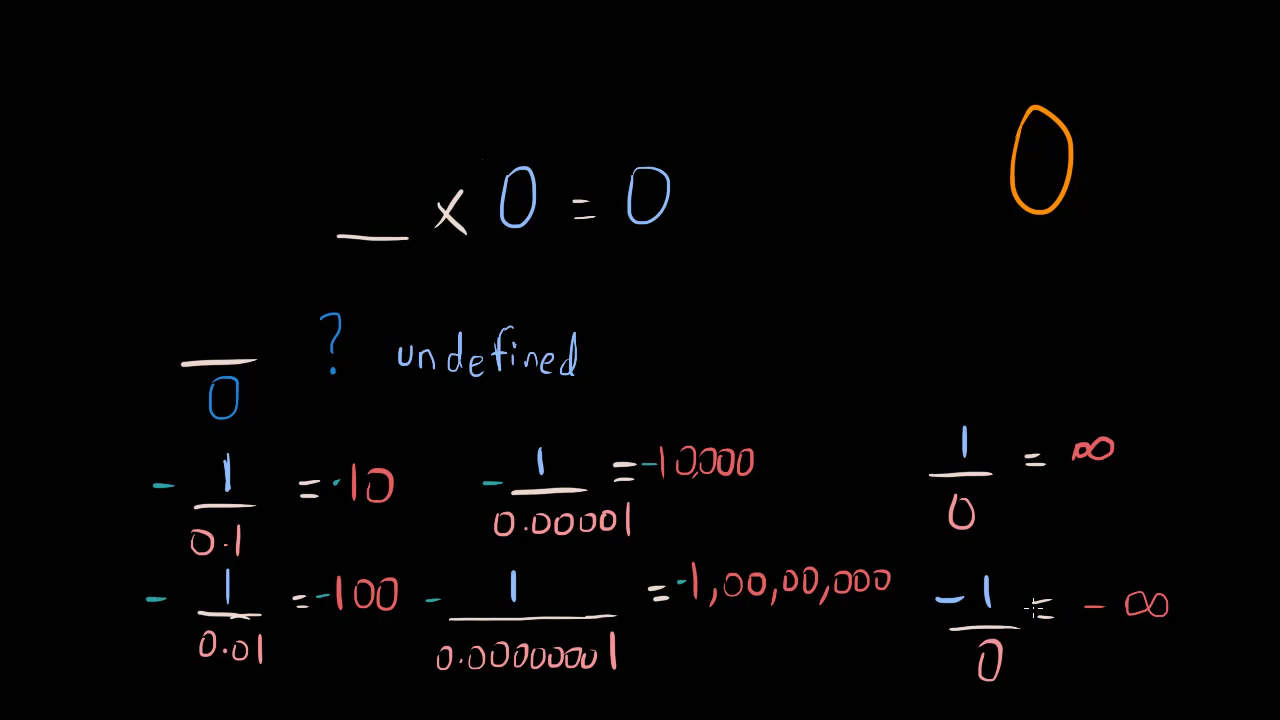 0
__ x 0 = 0
—/0 ? undefined
- 1/0.1 = -10
- 1/0.00001 = -10,000
1/0 = ∞
- 1/0.01 = -100
- 1/0.00000001 = -1,00,00,000
-1/0 = - ∞